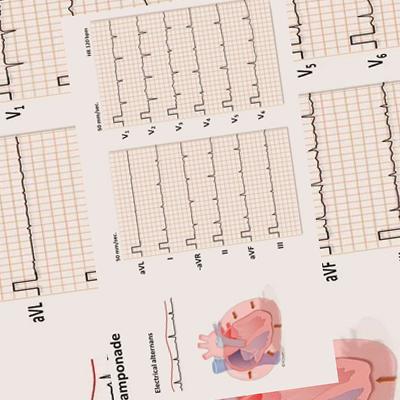 HR 120 bpm
50 mm/sec.
V1
V2
V3
V4
V5
V6
50 mm/sec.
aVL
I
-aVR
II
aVF
III
V1
V5
V6
aVL
aVF
amponade
Electrical alternans